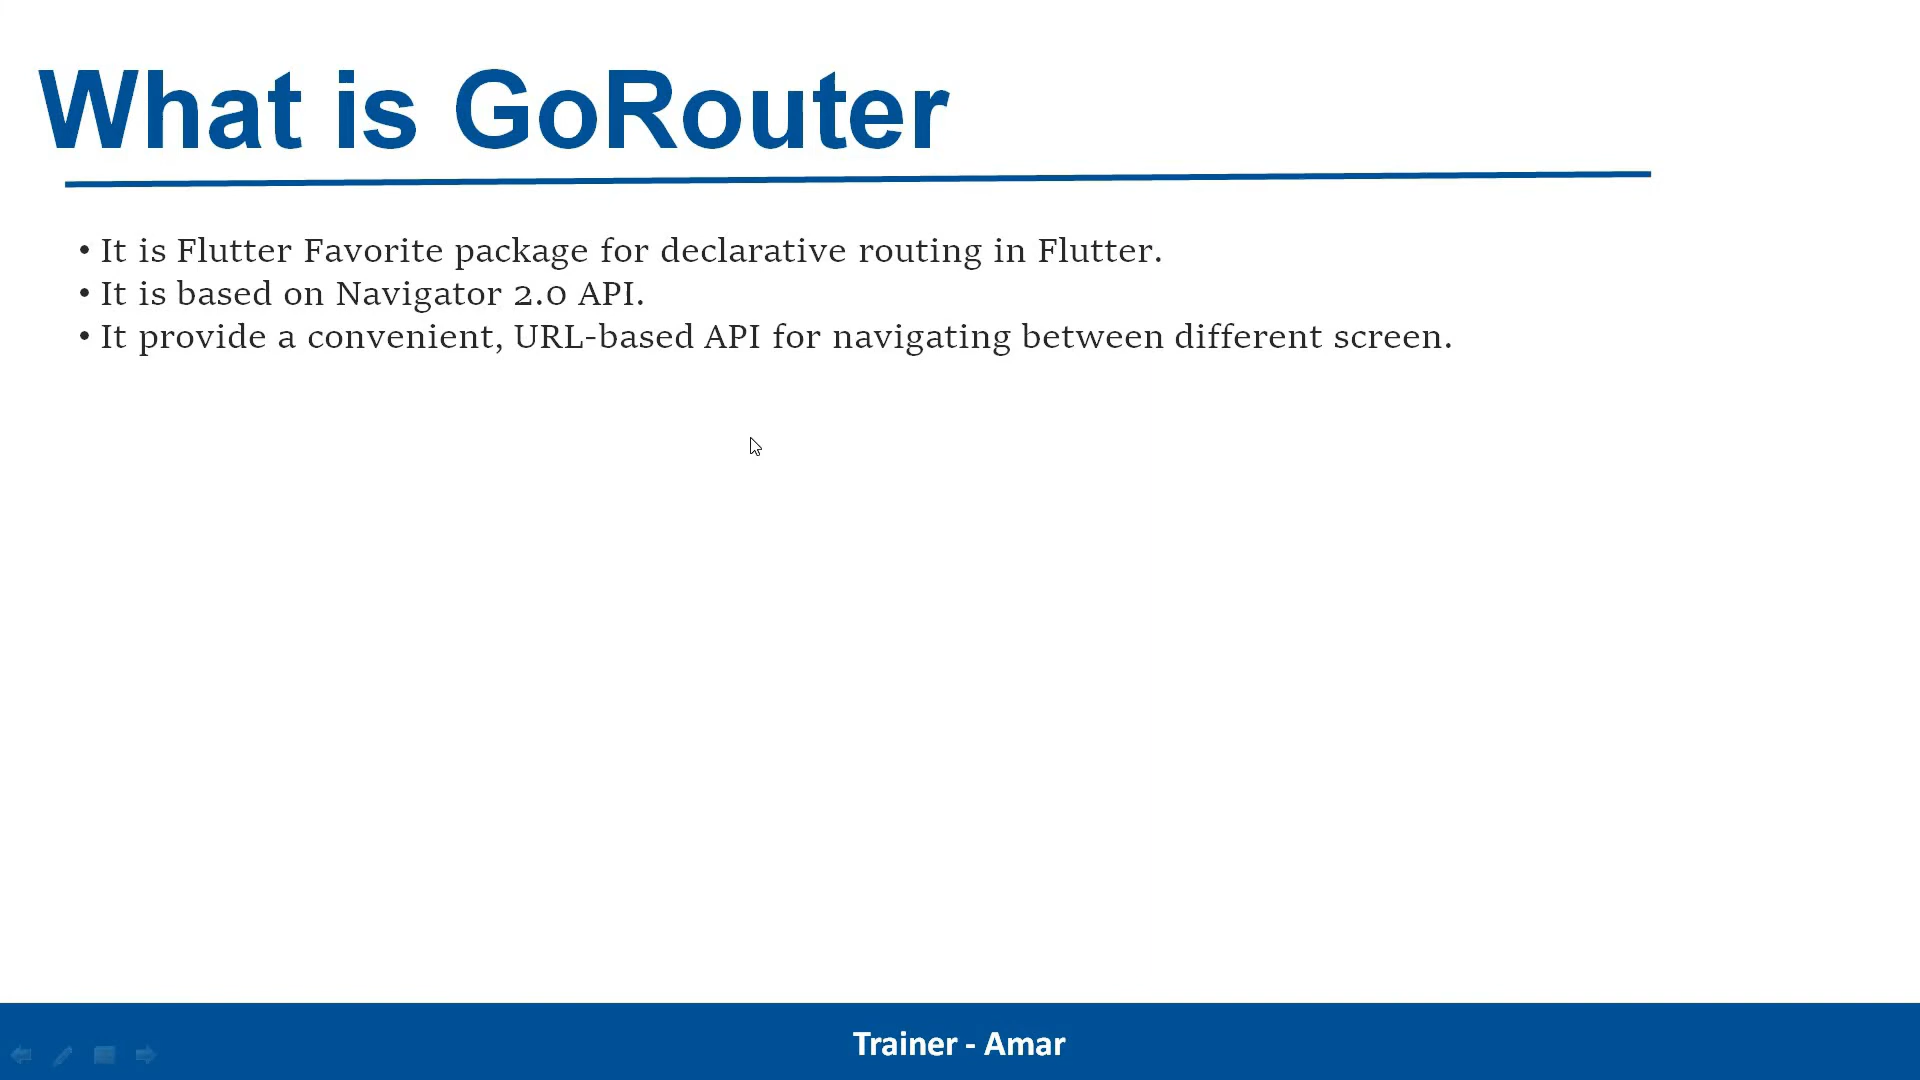 What is GoRouter
• It is Flutter Favorite package for declarative routing in Flutter.
• It is based on Navigator 2.0 API.
• It provide a convenient, URL-based API for navigating between different screen.
Trainer - Amar